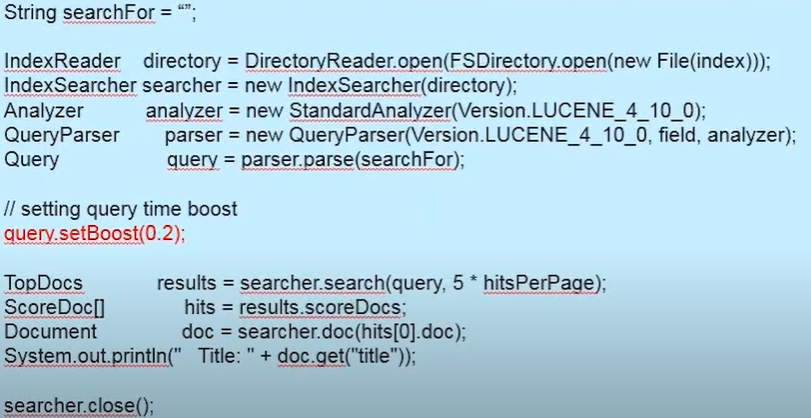 String searchFor = “”;
IndexReader directory = DirectoryReader.open(FSDirectory.open(new File(index)));
IndexSearcher searcher = new IndexSearcher(directory);
Analyzer analyzer = new StandardAnalyzer(Version.LUCENE_4_10_0);
QueryParser parser = new QueryParser(Version.LUCENE_4_10_0, field, analyzer);
Query query = parser.parse(searchFor);
// setting query time boost
query.setBoost(0.2);
TopDocs results = searcher.search(query, 5 * hitsPerPage);
ScoreDoc[] hits = results.scoreDocs;
Document doc = searcher.doc(hits[0].doc);
System.out.println(" Title: " + doc.get("title"));
searcher.close();